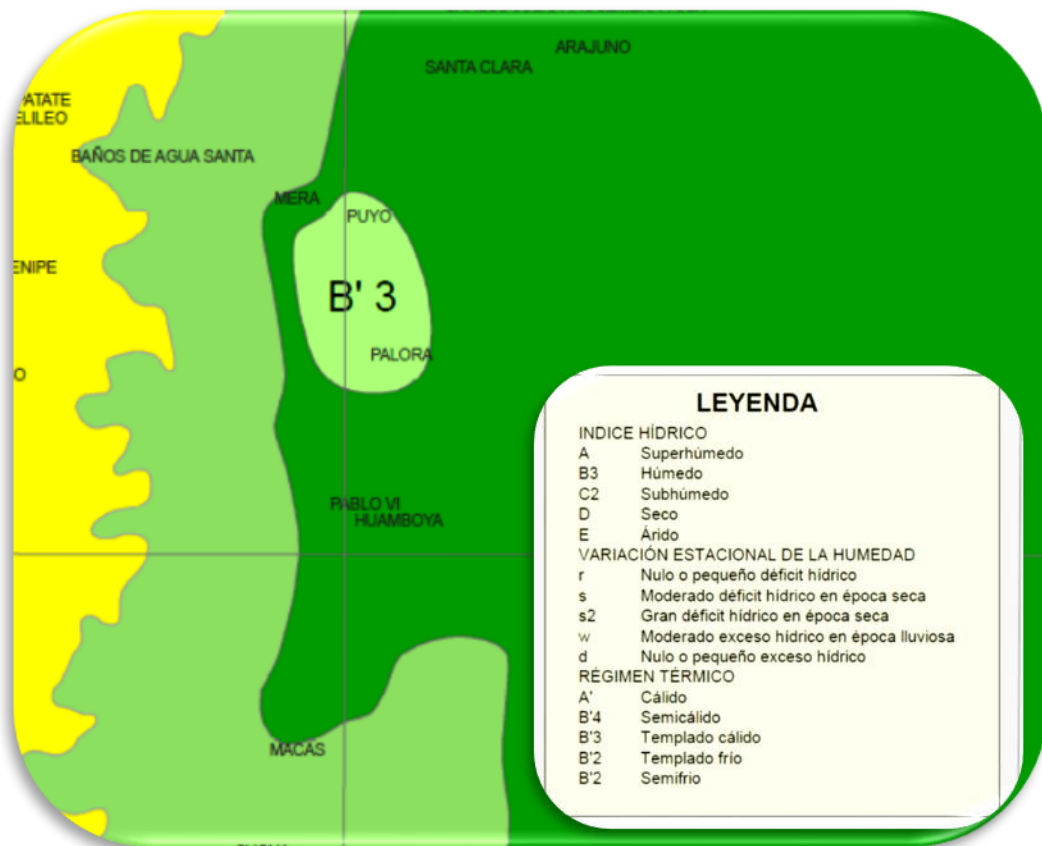 ARAJUNO
SANTA CLARA
PATATE
ELILEO
BAÑOS DE AGUA SANTA
MERA
PUYO
ENIPE
B' 3
PALORA
O
PABLO VI
HUAMBOYA
MACAS
LEYENDA
INDICE HÍDRICO
A Superhúmedo
B3 Húmedo
C2 Subhúmedo
D Seco
E Árido
VARIACIÓN ESTACIONAL DE LA HUMEDAD
r Nulo o pequeño déficit hídrico
s Moderado déficit hídrico en época seca
s2 Gran déficit hídrico en época seca
w Moderado exceso hídrico en época lluviosa
d Nulo o pequeño exceso hídrico
RÉGIMEN TÉRMICO
A' Cálido
B'4 Semicálido
B'3 Templado cálido
B'2 Templado frío
B'2 Semifrio